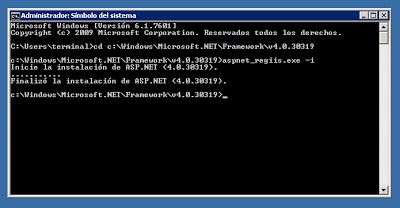 Administrador: Símbolo del sistema
Microsoft Windows [Versión 6.1.7601]
Copyright (c) 2009 Microsoft Corporation. Reservados todos los derechos.
C:\Users\terminal>cd c:\Windows\Microsoft.NET\Framework\v4.0.30319
c:\Windows\Microsoft.NET\Framework\v4.0.30319>aspnet_regiis.exe -i
Inicie la instalación de ASP.NET (4.0.30319).
...........
Finalizó la instalación de ASP.NET (4.0.30319).
c:\Windows\Microsoft.NET\Framework\v4.0.30319>_